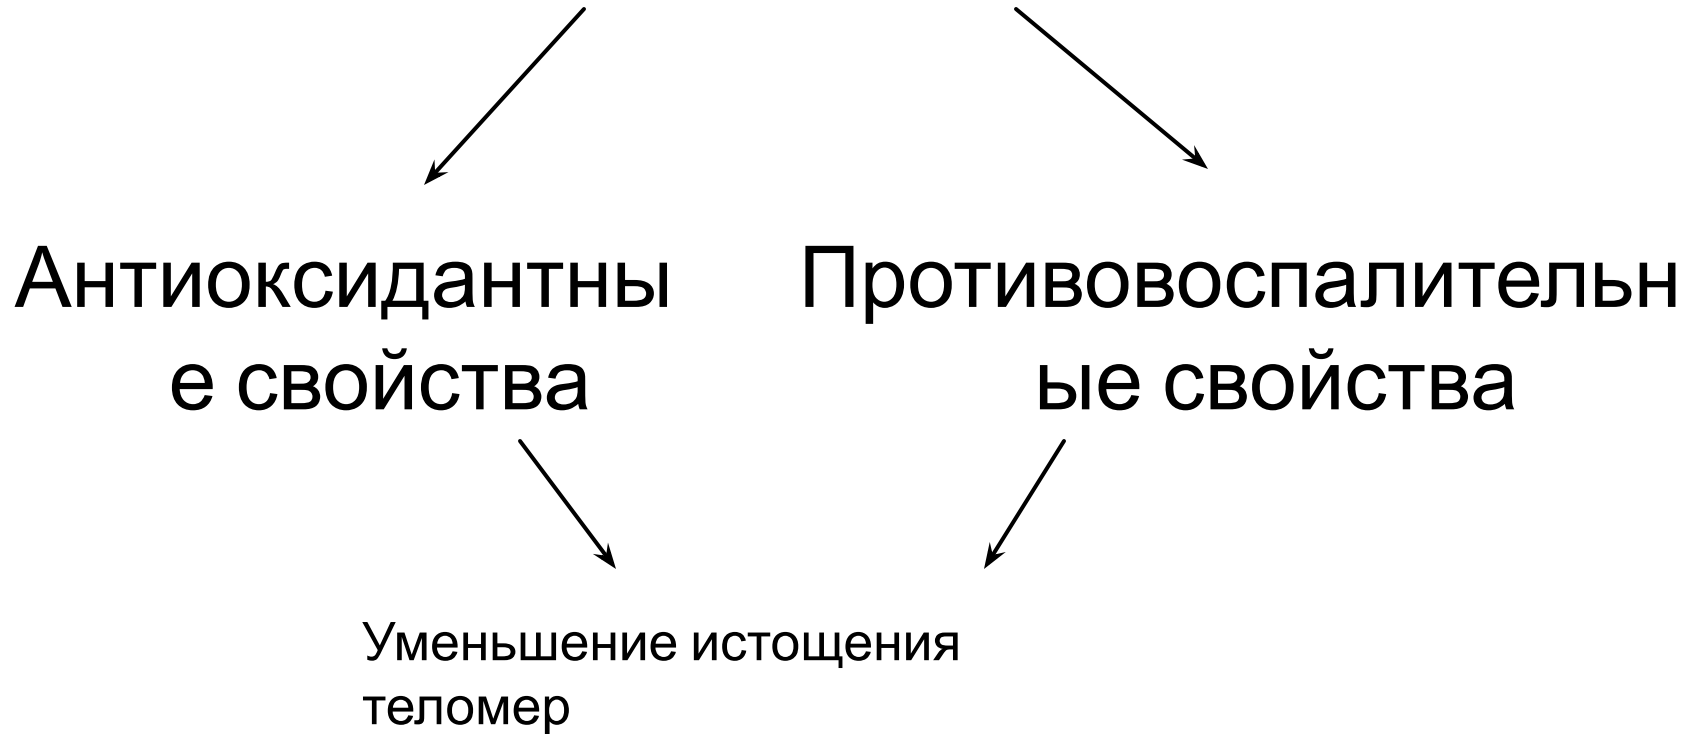 Антиоксидантны
е свойства
Противовоспалительн
ые свойства
Уменьшение истощения
теломер